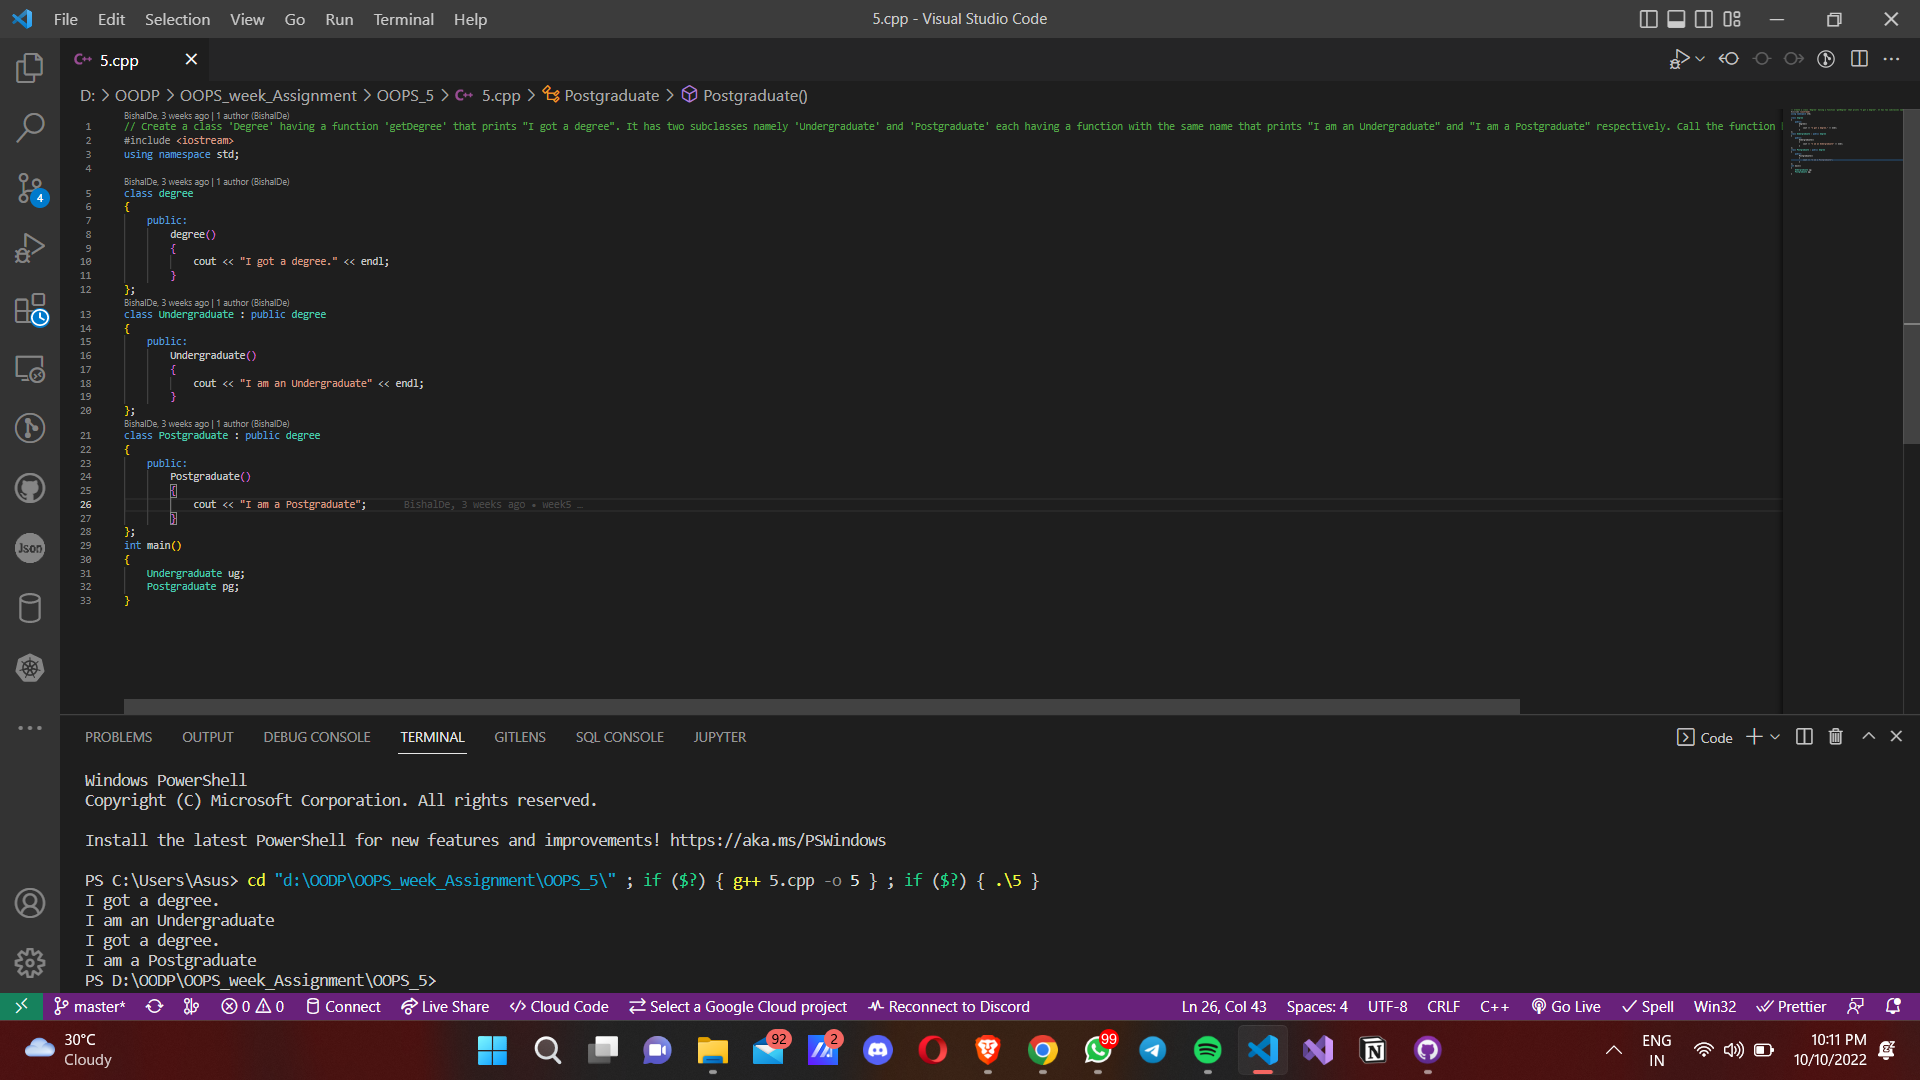 File Edit Selection View Go Run Terminal Help
5.cpp - Visual Studio Code
C++ 5.cpp
D: > OODP > OOPS_week_Assignment > OOPS_5 > C++ 5.cpp > Postgraduate > Postgraduate()
BishalDe, 3 weeks ago | 1 author (BishalDe)
1 // Create a class 'Degree' having a function 'getDegree' that prints "I got a degree". It has two subclasses namely 'Undergraduate' and 'Postgraduate' each having a function with the same name that prints "I am an Undergraduate" and "I am a Postgraduate" respectively. Call the function
2 #include <iostream>
3 using namespace std;
4
BishalDe, 3 weeks ago | 1 author (BishalDe)
5 class degree
6 {
7 public:
8 degree()
9 {
10 cout << "I got a degree." << endl;
11 }
12 };
BishalDe, 3 weeks ago | 1 author (BishalDe)
13 class Undergraduate : public degree
14 {
15 public:
16 Undergraduate()
17 {
18 cout << "I am an Undergraduate" << endl;
19 }
20 };
BishalDe, 3 weeks ago | 1 author (BishalDe)
21 class Postgraduate : public degree
22 {
23 public:
24 Postgraduate()
25 {
26 cout << "I am a Postgraduate"; BishalDe, 3 weeks ago • week5 …
27 }
28 };
29 int main()
30 {
31 Undergraduate ug;
32 Postgraduate pg;
33 }
4
Json
PROBLEMS OUTPUT DEBUG CONSOLE TERMINAL GITLENS SQL CONSOLE JUPYTER
Code
Windows PowerShell
Copyright (C) Microsoft Corporation. All rights reserved.
Install the latest PowerShell for new features and improvements! https://aka.ms/PSWindows
PS C:\Users\Asus> cd "d:\OODP\OOPS_week_Assignment\OOPS_5\" ; if ($?) { g++ 5.cpp -o 5 } ; if ($?) { .\5 }
I got a degree.
I am an Undergraduate
I got a degree.
I am a Postgraduate
PS D:\OODP\OOPS_week_Assignment\OOPS_5>
master* 0 0 Connect Live Share Cloud Code Select a Google Cloud project Reconnect to Discord Ln 26, Col 43 Spaces: 4 UTF-8 CRLF C++ Go Live Spell Win32 Prettier
30°C
Cloudy
92
2
99
ENG
IN
10:11 PM
10/10/2022